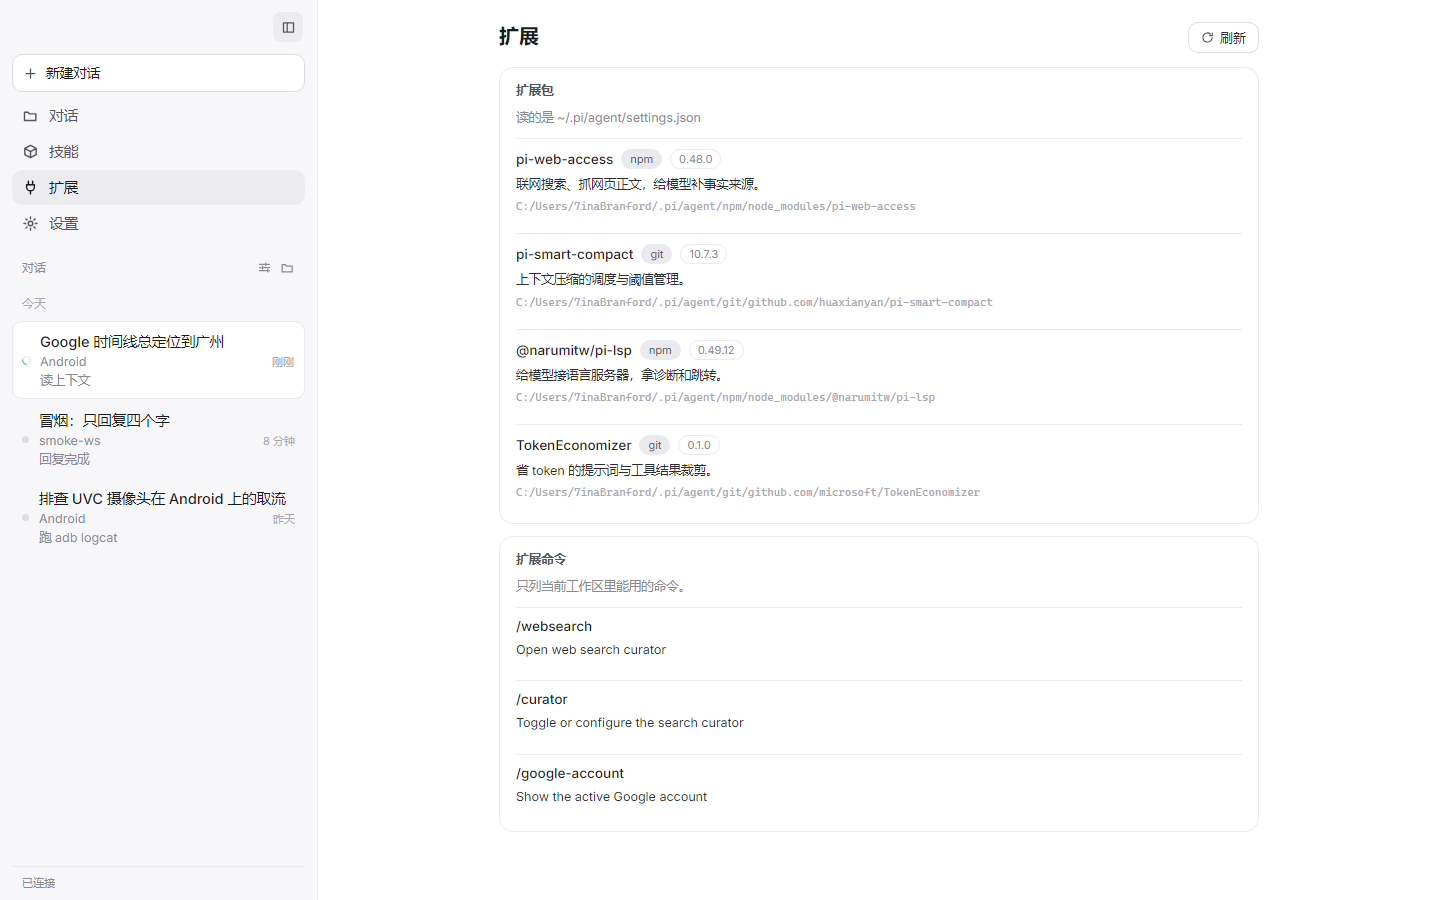 新建对话
对话
技能
扩展
设置
对话
今天
Google 时间线总定位到广州
Android
刚刚
读上下文
冒烟：只回复四个字
smoke-ws
8 分钟
回复完成
排查 UVC 摄像头在 Android 上的取流
Android
昨天
跑 adb logcat
已连接
扩展
刷新
扩展包
读的是 ~/.pi/agent/settings.json
pi-web-access npm 0.48.0
联网搜索、抓网页正文，给模型补事实来源。
C:/Users/7inaBranford/.pi/agent/npm/node_modules/pi-web-access
pi-smart-compact git 10.7.3
上下文压缩的调度与阈值管理。
C:/Users/7inaBranford/.pi/agent/git/github.com/huaxianyan/pi-smart-compact
@narumitw/pi-lsp npm 0.49.12
给模型接语言服务器，拿诊断和跳转。
C:/Users/7inaBranford/.pi/agent/npm/node_modules/@narumitw/pi-lsp
TokenEconomizer git 0.1.0
省 token 的提示词与工具结果裁剪。
C:/Users/7inaBranford/.pi/agent/git/github.com/microsoft/TokenEconomizer
扩展命令
只列当前工作区里能用的命令。
/websearch
Open web search curator
/curator
Toggle or configure the search curator
/google-account
Show the active Google account